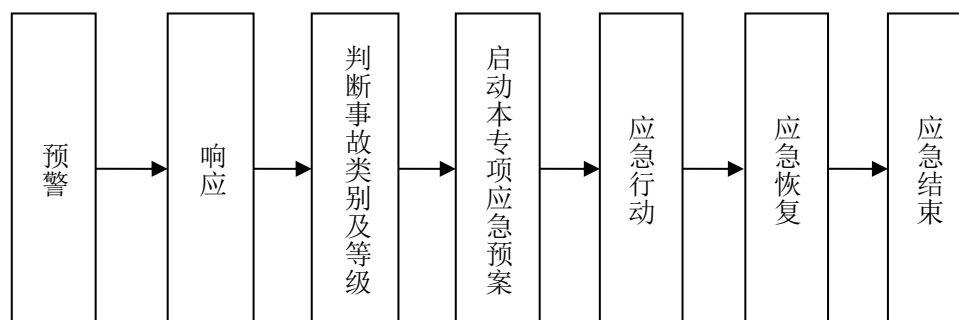 预警
响应
判断事故类别及等级
启动本专项应急预案
应急行动
应急恢复
应急结束